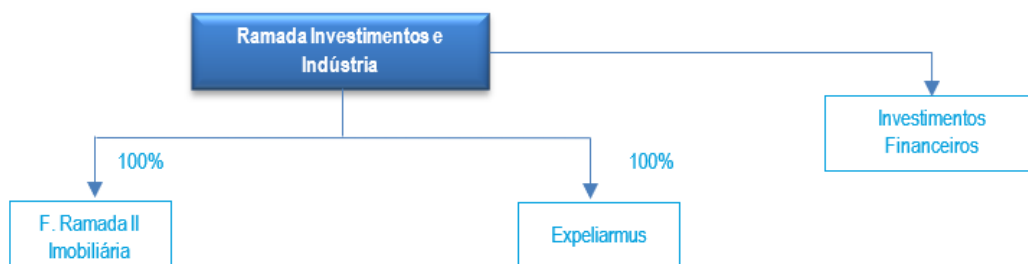 Ramada Investimentos e
Indústria
Investimentos
Financeiros
100%
100%
F. Ramada II
Imobiliária
Expeliarmus